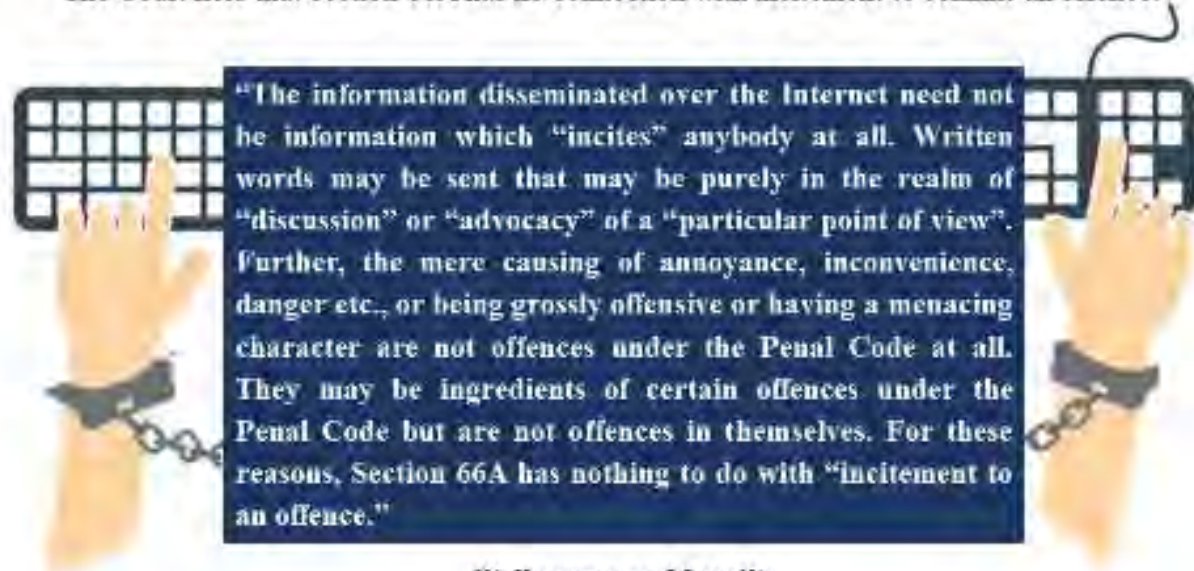 "The information disseminated over the Internet need not
be information which "incites" anybody at all. Written
words may be sent that may be purely in the realm of
"discussion" or "advocacy" of a "particular point of view".
Further, the mere causing of annoyance, inconvenience,
danger etc., or being grossly offensive or having a menacing
character are not offences under the Penal Code at all.
They may be ingredients of certain offences under the
Penal Code but are not offences in themselves. For these
reasons, Section 66A has nothing to do with "incitement to
an offence."